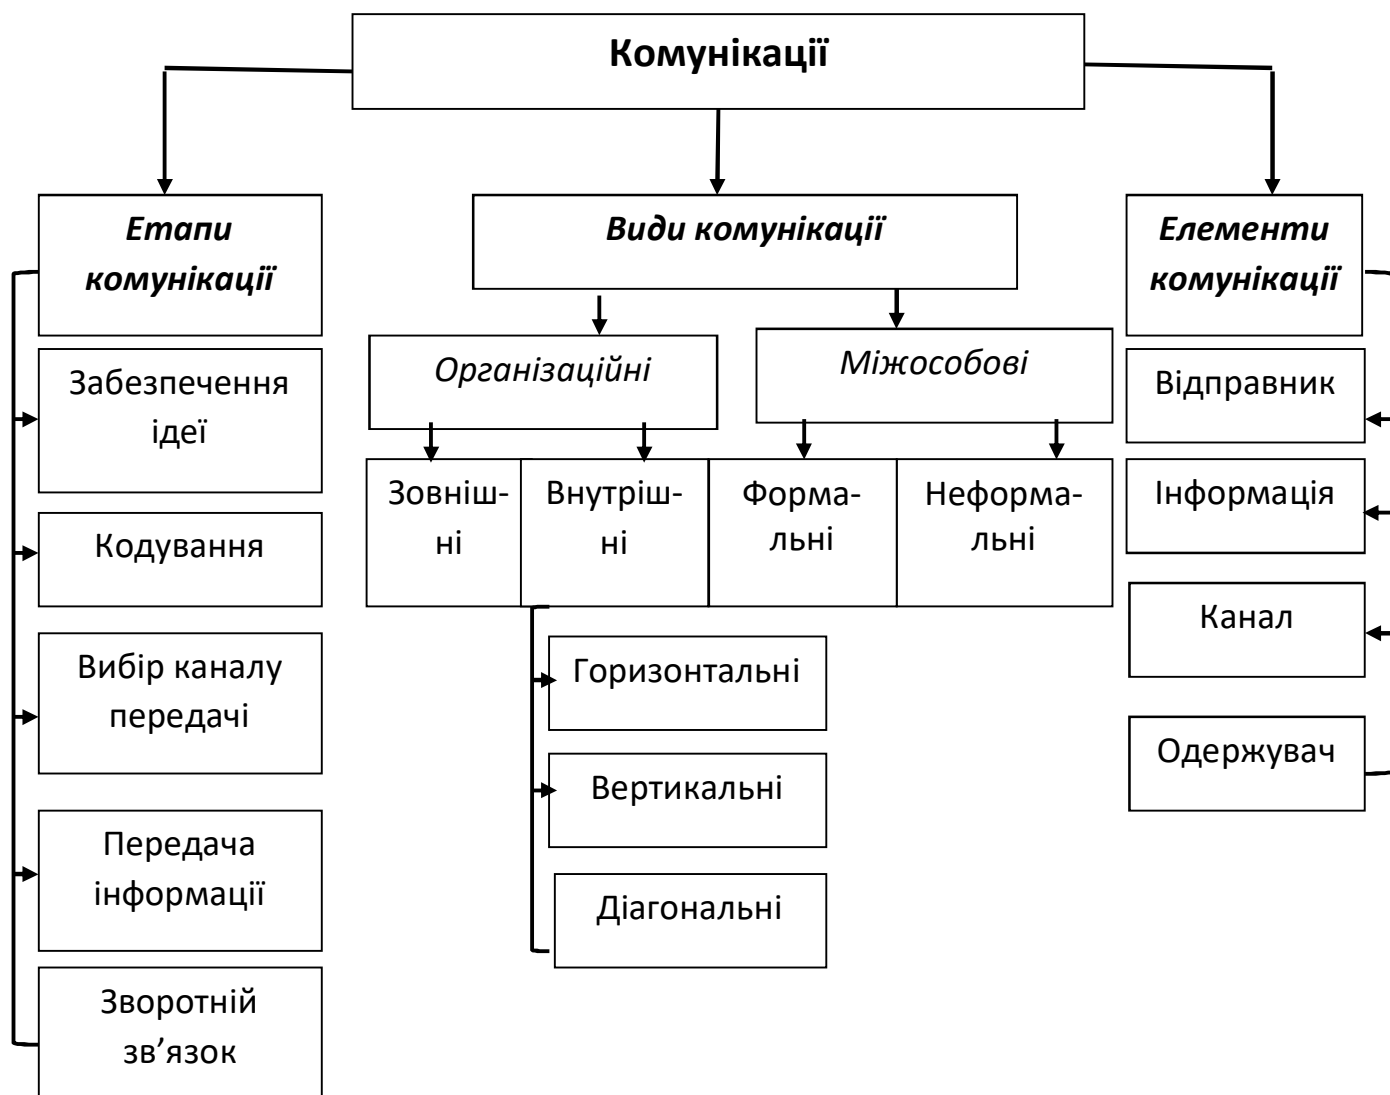 Комунікації
Етапи
комунікації
Забезпечення
ідеї
Кодування
Вибір каналу
передачі
Передача
інформації
Зворотній
зв’язок
Види комунікації
Організаційні
Міжособові
Зовніш-
ні
Внутріш-
ні
Форма-
льні
Неформа-
льні
Горизонтальні
Вертикальні
Діагональні
Елементи
комунікації
Відправник
Інформація
Канал
Одержувач